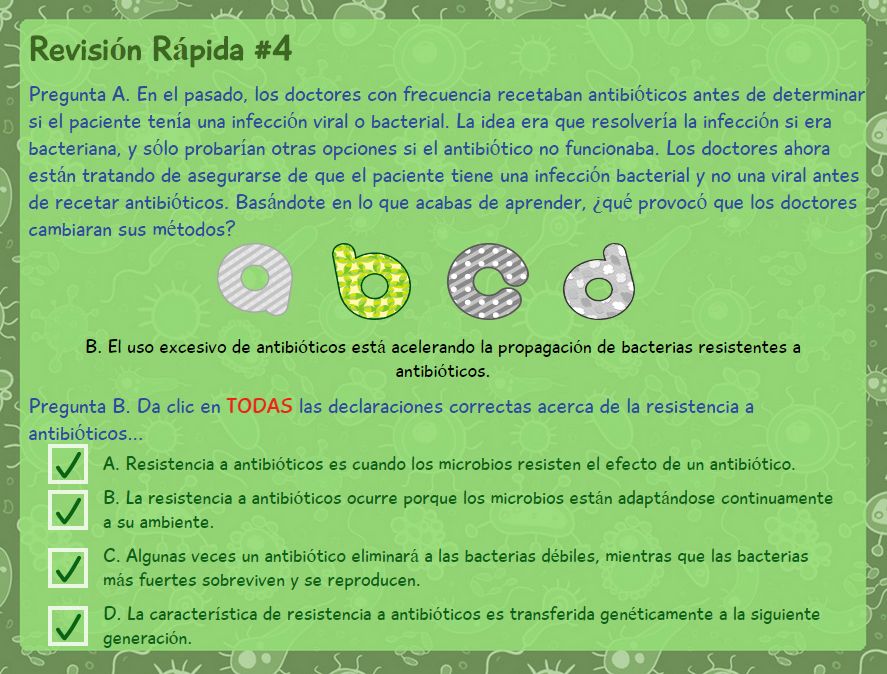 Revisión Rápida #4
Pregunta A. En el pasado, los doctores con frecuencia recetaban antibióticos antes de determinar
si el paciente tenía una infección viral o bacterial. La idea era que resolvería la infección si era
bacteriana, y sólo probarían otras opciones si el antibiótico no funcionaba. Los doctores ahora
están tratando de asegurarse de que el paciente tiene una infección bacterial y no una viral antes
de recetar antibióticos. Basándote en lo que acabas de aprender, ¿qué provocó que los doctores
cambiaran sus métodos?
a b c d
B. El uso excesivo de antibióticos está acelerando la propagación de bacterias resistentes a
antibióticos.
Pregunta B. Da clic en TODAS las declaraciones correctas acerca de la resistencia a
antibióticos...
A. Resistencia a antibióticos es cuando los microbios resisten el efecto de un antibiótico.
B. La resistencia a antibióticos ocurre porque los microbios están adaptándose continuamente
a su ambiente.
C. Algunas veces un antibiótico eliminará a las bacterias débiles, mientras que las bacterias
más fuertes sobreviven y se reproducen.
D. La característica de resistencia a antibióticos es transferida genéticamente a la siguiente
generación.